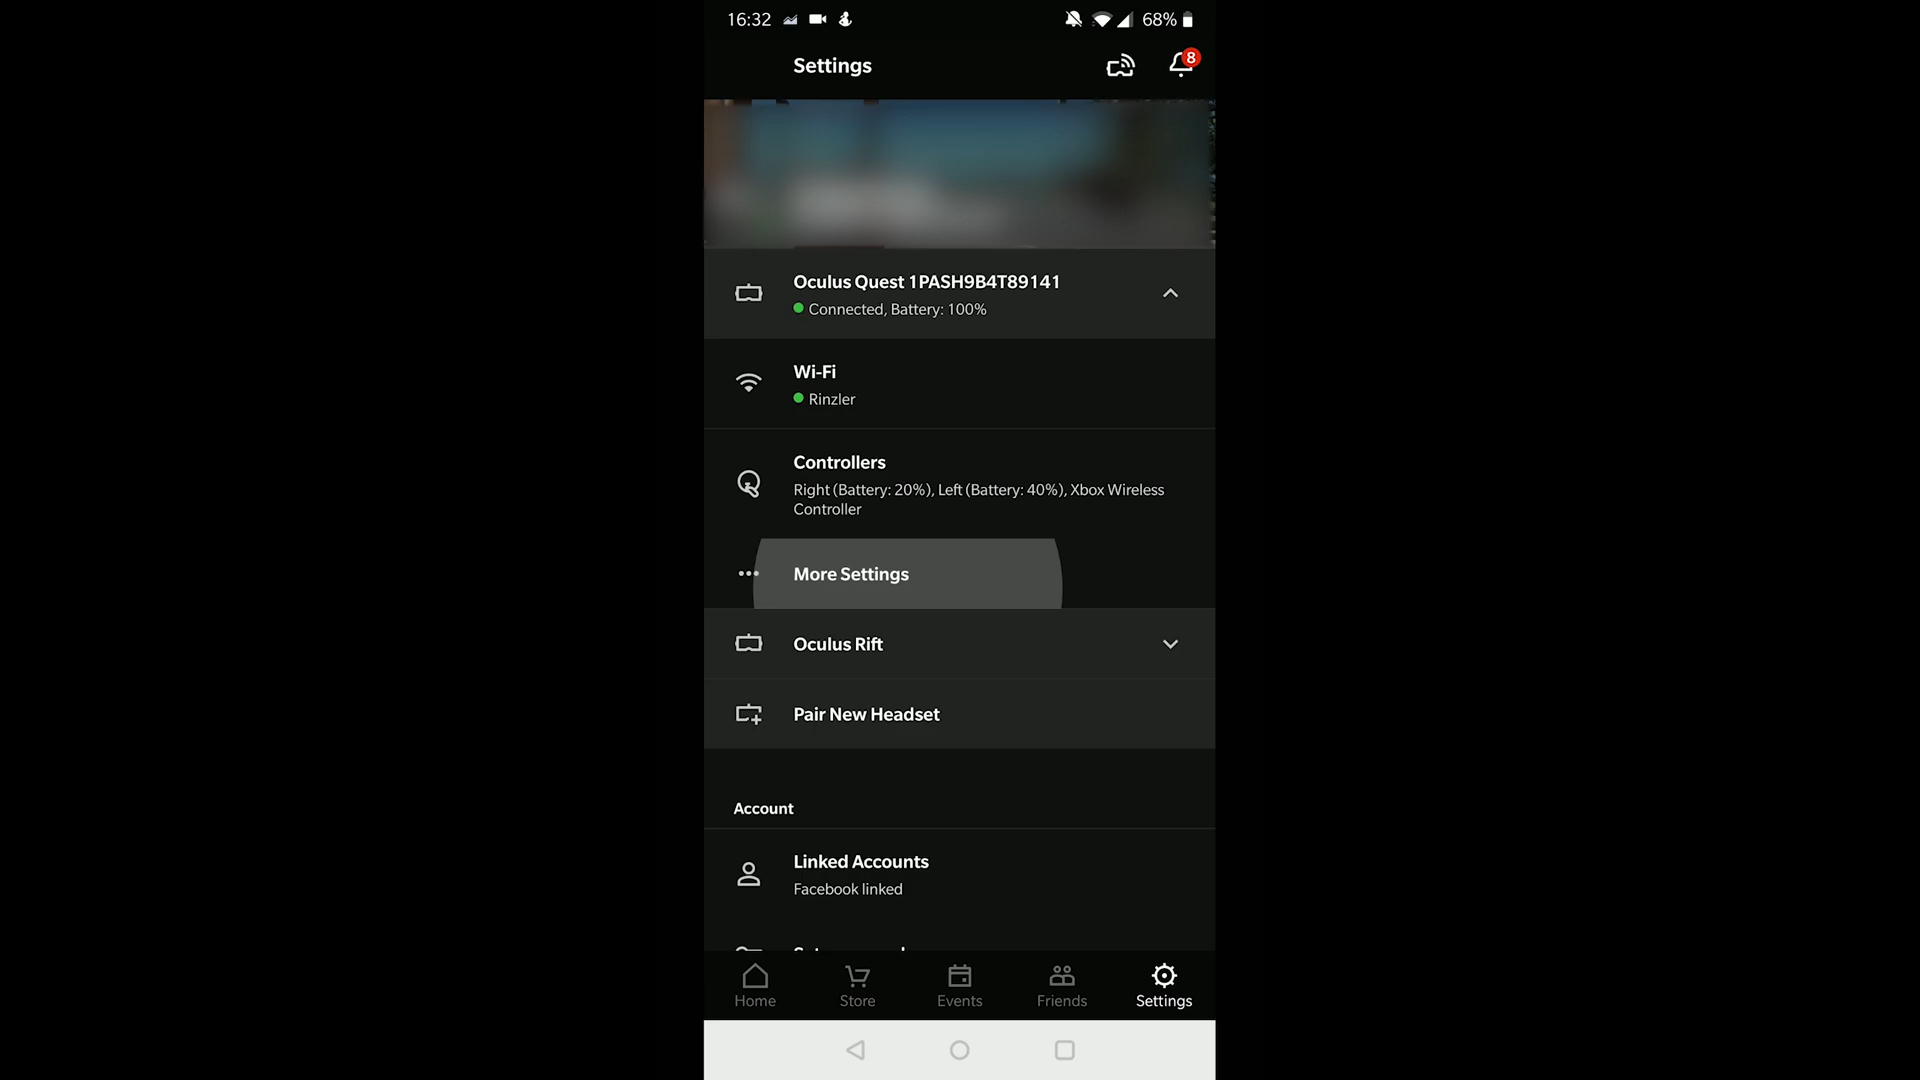 16:32 68%
Settings 8
Oculus Quest 1PASH9B4T89141
Connected, Battery: 100%
Wi-Fi
Rinzler
Controllers
Right (Battery: 20%), Left (Battery: 40%), Xbox Wireless
Controller
More Settings
Oculus Rift
Pair New Headset
Account
Linked Accounts
Facebook linked
Home Store Events Friends Settings